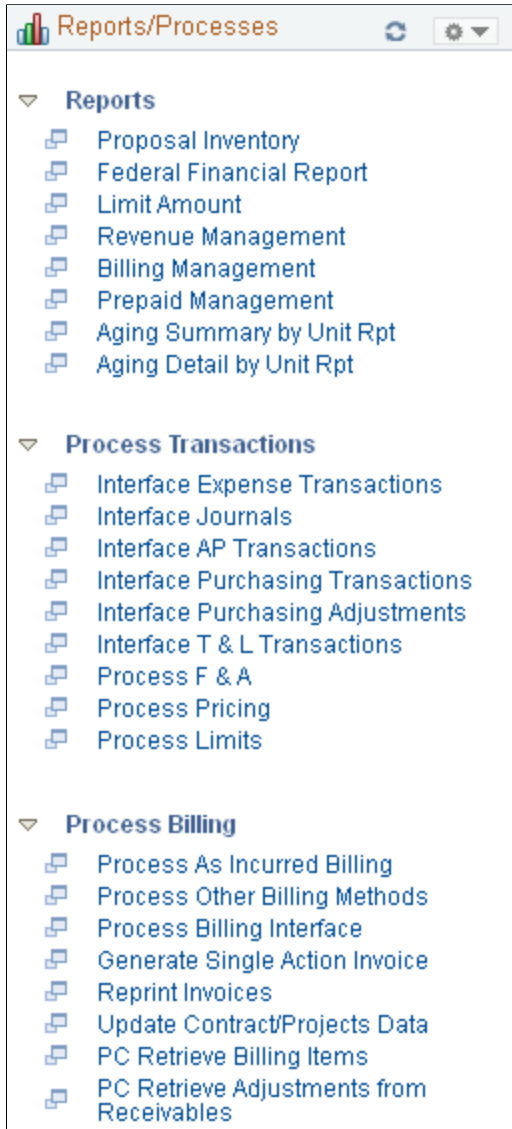 Reports/Processes
Reports
Proposal Inventory
Federal Financial Report
Limit Amount
Revenue Management
Billing Management
Prepaid Management
Aging Summary by Unit Rpt
Aging Detail by Unit Rpt
Process Transactions
Interface Expense Transactions
Interface Journals
Interface AP Transactions
Interface Purchasing Transactions
Interface Purchasing Adjustments
Interface T & L Transactions
Process F & A
Process Pricing
Process Limits
Process Billing
Process As Incurred Billing
Process Other Billing Methods
Process Billing Interface
Generate Single Action Invoice
Reprint Invoices
Update Contract/Projects Data
PC Retrieve Billing Items
PC Retrieve Adjustments from
Receivables